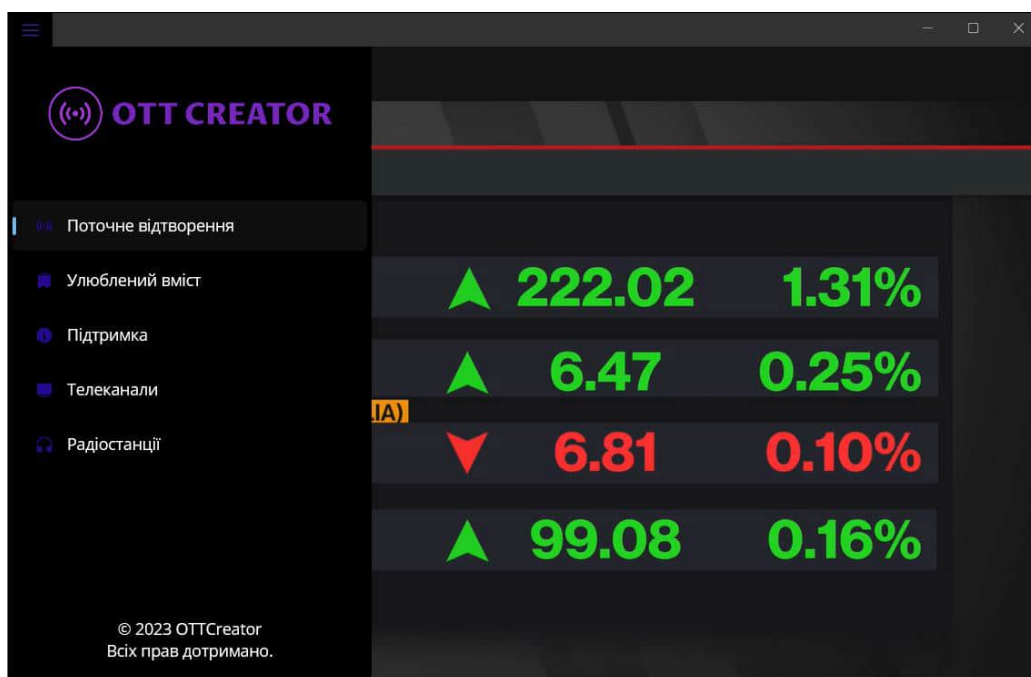 OTT CREATOR
Поточне відтворення
Улюблений вміст
Підтримка
Телеканали
Радіостанції
© 2023 OTTCreator
Всіх прав дотримано.
222.02 1.31%
6.47 0.25%
IA)
6.81 0.10%
99.08 0.16%